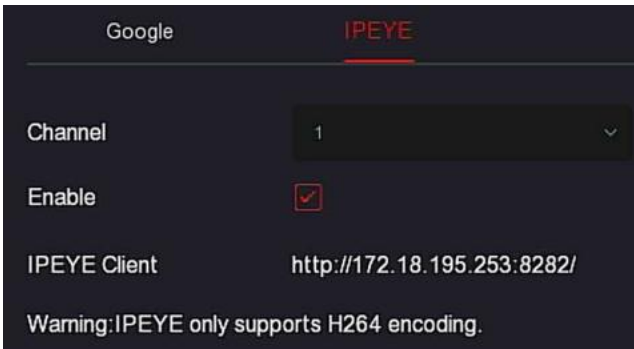 Google IPEYE
Channel 1
Enable
IPEYE Client http://172.18.195.253:8282/
Warning:IPEYE only supports H264 encoding.